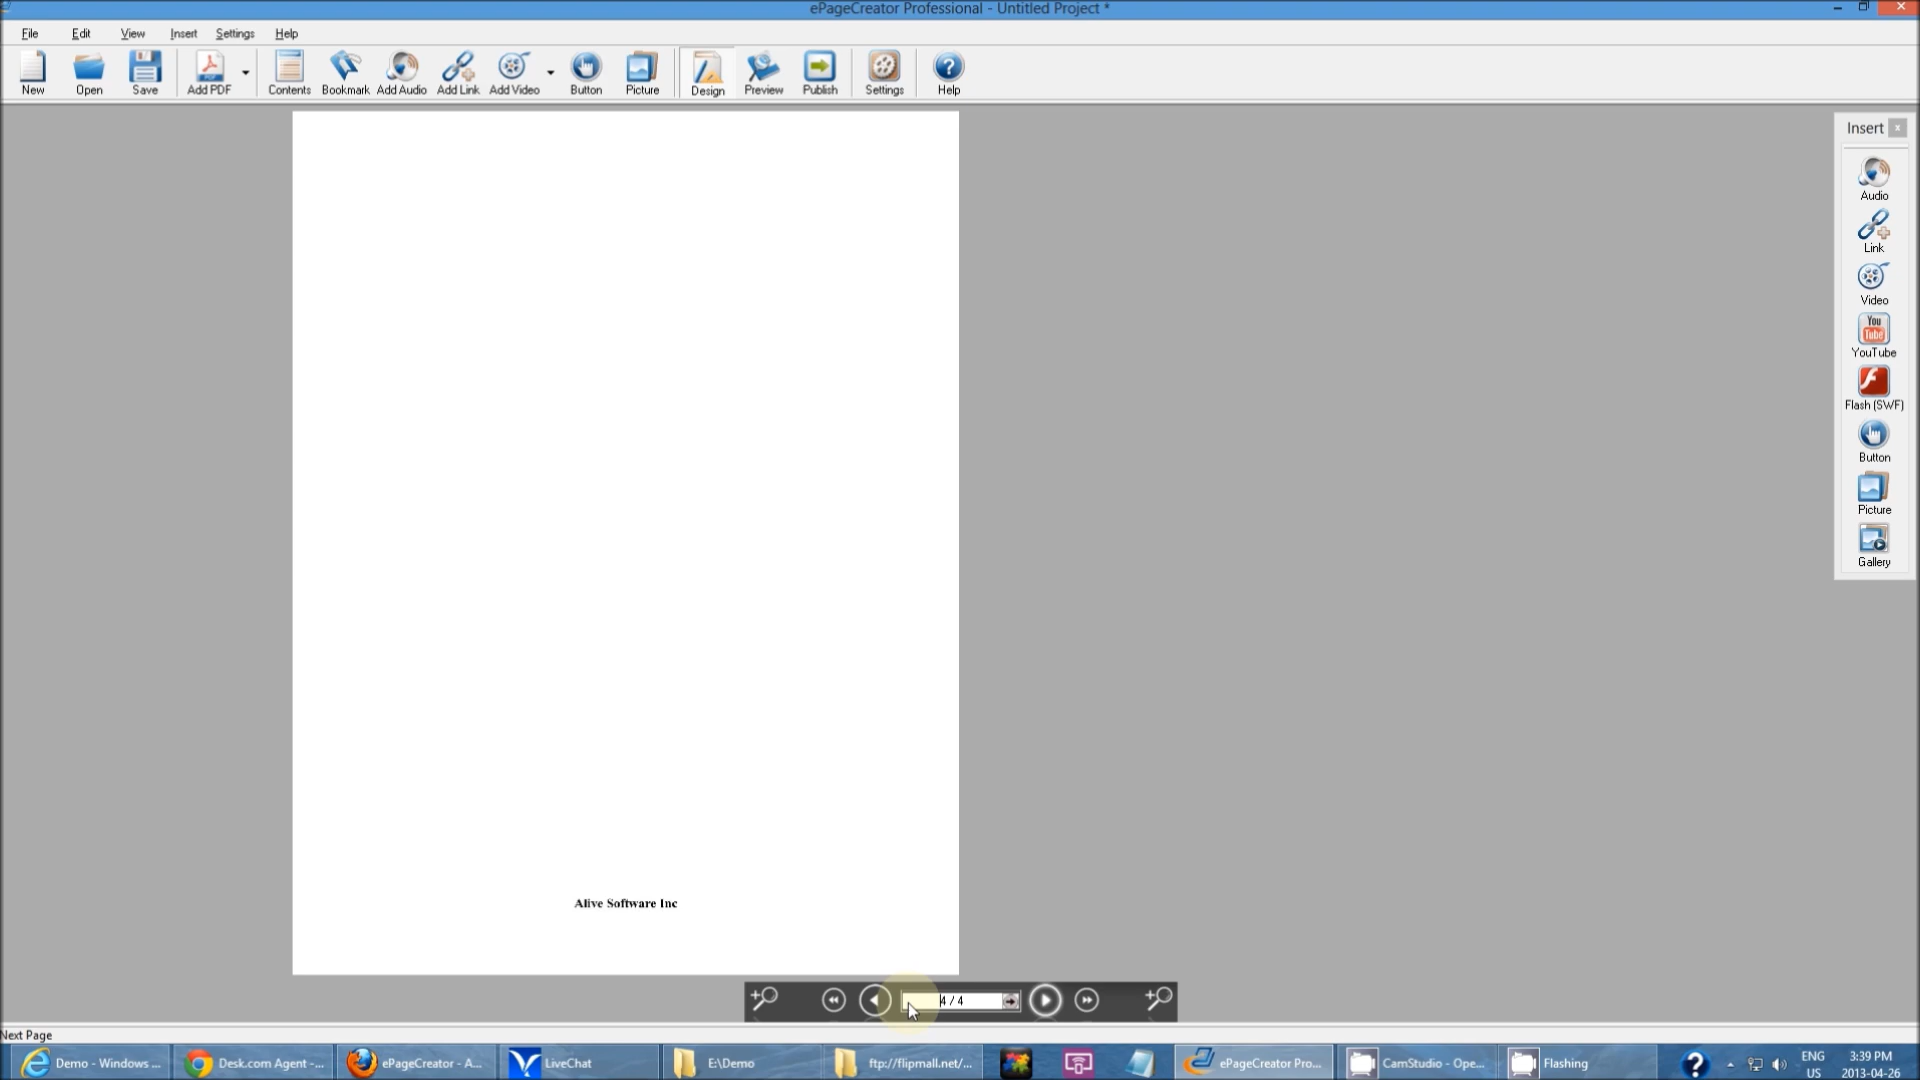 ePageCreator Professional - Untitled Project *
File Edit View Insert Settings Help
New Open Save Add PDF Contents Bookmark Add Audio Add Link Add Video Button Picture Design Preview Publish Settings Help
Insert x
Audio
Link
Video
You
Tube
YouTube
Flash (SWF)
Button
Picture
Gallery
Alive Software Inc
4 / 4
Next Page
Demo - Windows ... Desk.com Agent -... ePageCreator - A... LiveChat E:\Demo ftp://flipmall.net/... ePageCreator Pro... CamStudio - Ope... Flashing
ENG 3:39 PM
US 2013-04-26